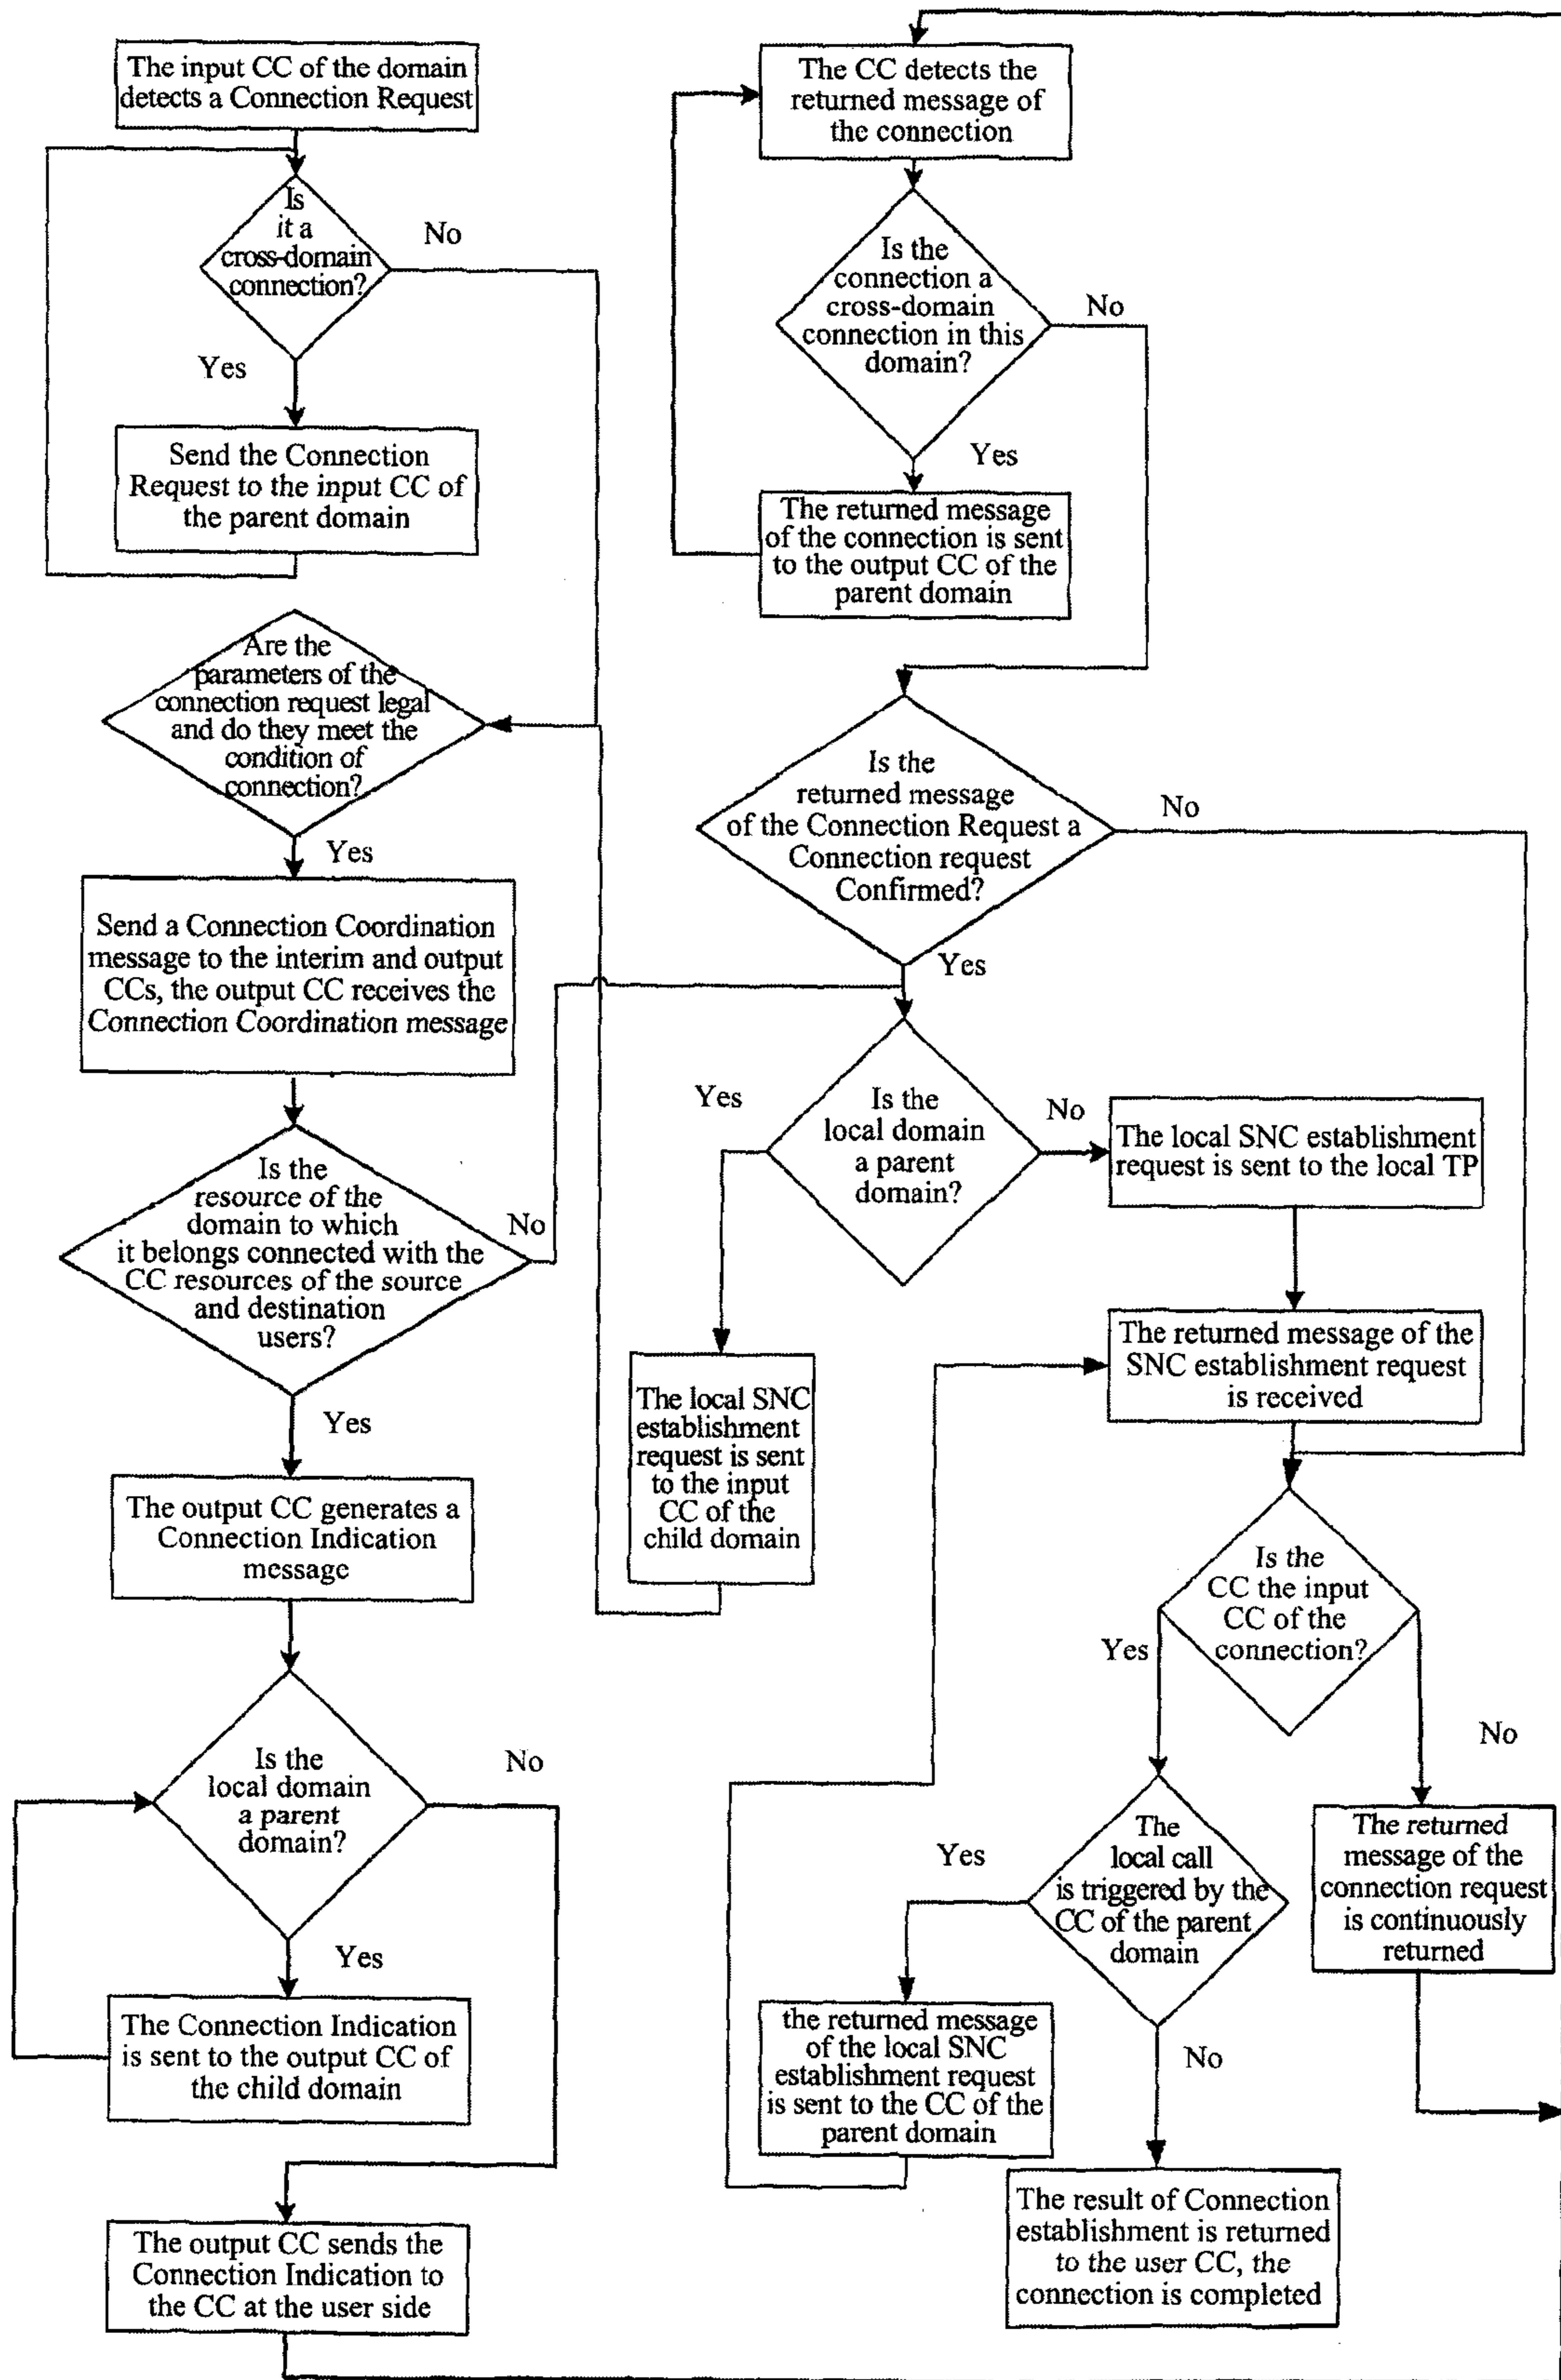 The input CC of the domain
detects a Connection Request
Is
it a
cross-domain
connection?
No
Yes
Send the Connection
Request to the input CC of
the parent domain
Are the
parameters of the
connection request legal
and do they meet the
condition of
connection?
Yes
Send a Connection Coordination
message to the interim and output
CCs, the output CC receives the
Connection Coordination message
Is the
resource of the
domain to which
it belongs connected with the
CC resources of the source
and destination
users?
No
Yes
The output CC generates a
Connection Indication
message
Is the
local domain
a parent
domain?
No
Yes
The Connection Indication
is sent to the output CC of
the child domain
The output CC sends the
Connection Indication to
the CC at the user side
The CC detects the
returned message of
the connection
Is the
connection a
cross-domain
connection in this
domain?
No
Yes
The returned message
of the connection is sent
to the output CC of the
parent domain
Is the
returned message
of the Connection Request a
Connection request
Confirmed?
No
Yes
Is the
local domain
a parent
domain?
Yes
No
The local SNC establishment
request is sent to the local TP
The returned message of the
SNC establishment request
is received
The local SNC
establishment
request is sent
to the input
CC of the
child domain
Is the
CC the input
CC of the
connection?
Yes
No
The
local call
is triggered by the
CC of the parent
domain
Yes
No
The returned
message of the
connection request
is continuously
returned
the returned message
of the local SNC
establishment request
is sent to the CC of the
parent domain
The result of Connection
establishment is returned
to the user CC, the
connection is completed